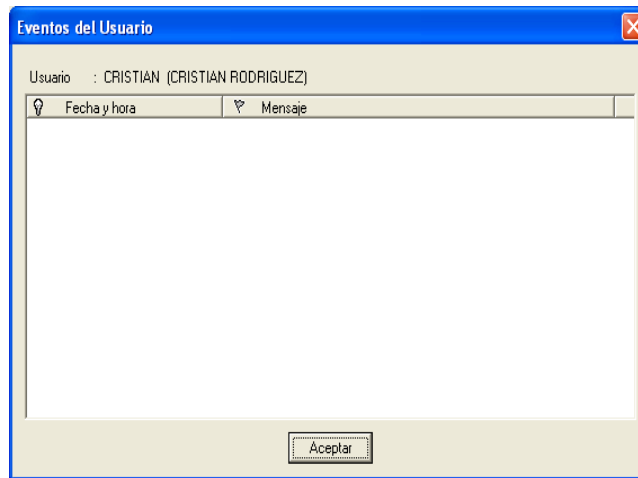 Eventos del Usuario
Usuario : CRISTIAN (CRISTIAN RODRIGUEZ)
Fecha y hora Mensaje
Aceptar